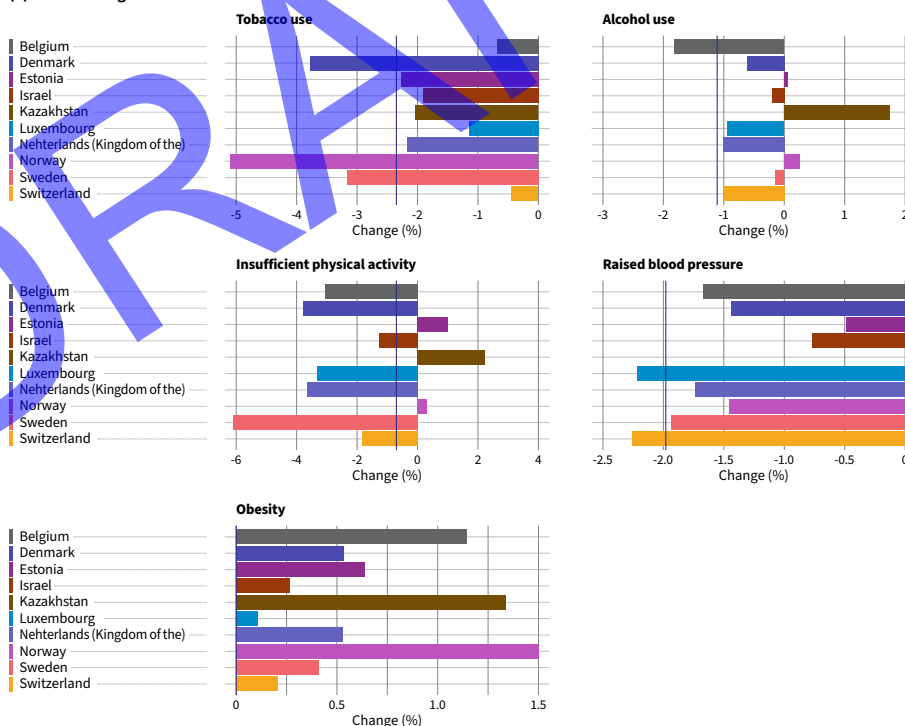 Tobacco use
Alcohol use
Belgium
Denmark
Estonia
Israel
Kazakhstan
Luxembourg
Nehterlands (Kingdom of the)
Norway
Sweden
Switzerland
-5 -4 -3 -2 -1 0
-3 -2 -1 0 1 2
Change (%)
Change (%)
Insufficient physical activity
Raised blood pressure
Belgium
Denmark
Estonia
Israel
Kazakhstan
Luxembourg
Nehterlands (Kingdom of the)
Norway
Sweden
Switzerland
-6 -4 -2 0 2 4
-2.5 -2.0 -1.5 -1.0 -0.5 0
Change (%)
Change (%)
Obesity
Belgium
Denmark
Estonia
Israel
Kazakhstan
Luxembourg
Nehterlands (Kingdom of the)
Norway
Sweden
Switzerland
0 0.5 1.0 1.5
Change (%)